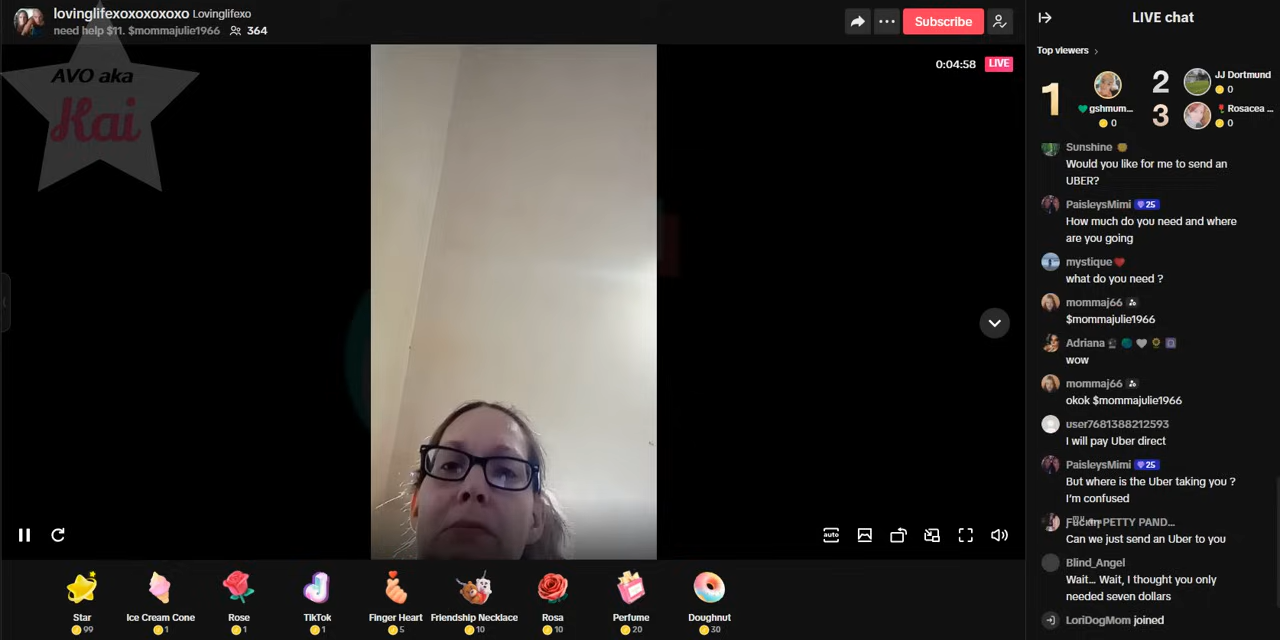 lovinglifexoxoxoxoxo Lovinglifexo
need help $11. $mommajulie1966 364
Subscribe
AVO aka
Kai
0:04:58 LIVE
LIVE chat
Top viewers
1
gshmum...
0
2
JJ Dortmund
0
3
Rosacea ...
0
Sunshine
Would you like for me to send an
UBER?
PaisleysMimi 25
How much do you need and where
are you going
mystique
what do you need ?
mommaj66
$mommajulie1966
Adriana
wow
mommaj66
okok $mommajulie1966
user7681388212593
I will pay Uber direct
PaisleysMimi 25
But where is the Uber taking you ?
I'm confused
PETTY PAND...
Can we just send an Uber to you
Blind_Angel
Wait... Wait, I thought you only
needed seven dollars
LoriDogMom joined
auto
Star
99
Ice Cream Cone
1
Rose
1
TikTok
1
Finger Heart
5
Friendship Necklace
10
Rosa
10
Perfume
20
Doughnut
30